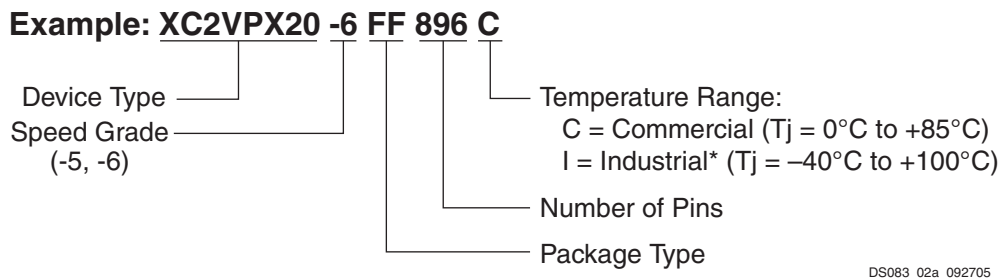 Example: XC2VPX20 -6 FF 896 C
Device Type
Speed Grade
(-5, -6)
Temperature Range:
C = Commercial (Tj = 0°C to +85°C)
I = Industrial* (Tj = –40°C to +100°C)
Number of Pins
Package Type
DS083_02a_092705